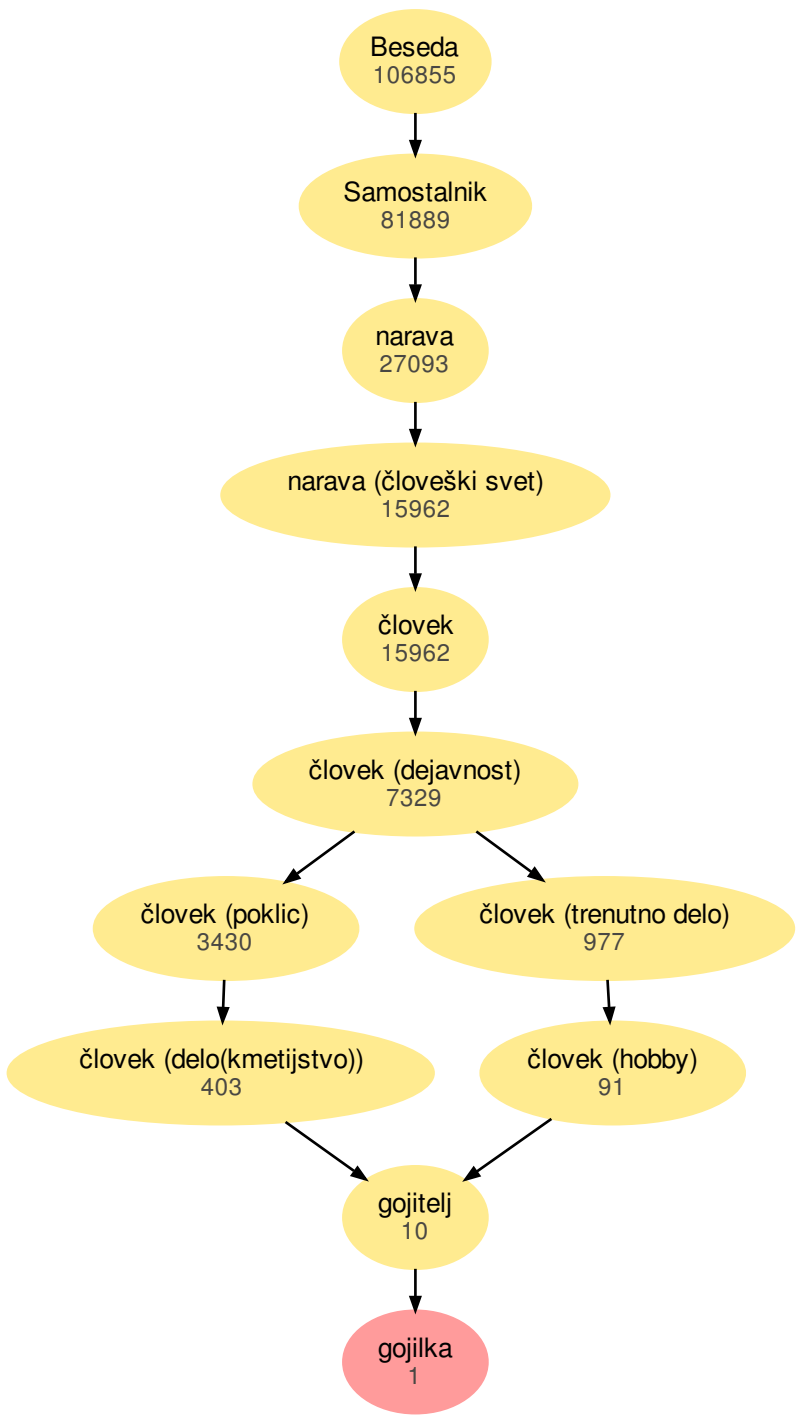 Beseda
106855
Samostalnik
81889
narava
27093
narava (človeški svet)
15962
človek
15962
človek (dejavnost)
7329
človek (poklic)
3430
človek (trenutno delo)
977
človek (delo(kmetijstvo))
403
človek (hobby)
91
gojitelj
10
gojilka
1